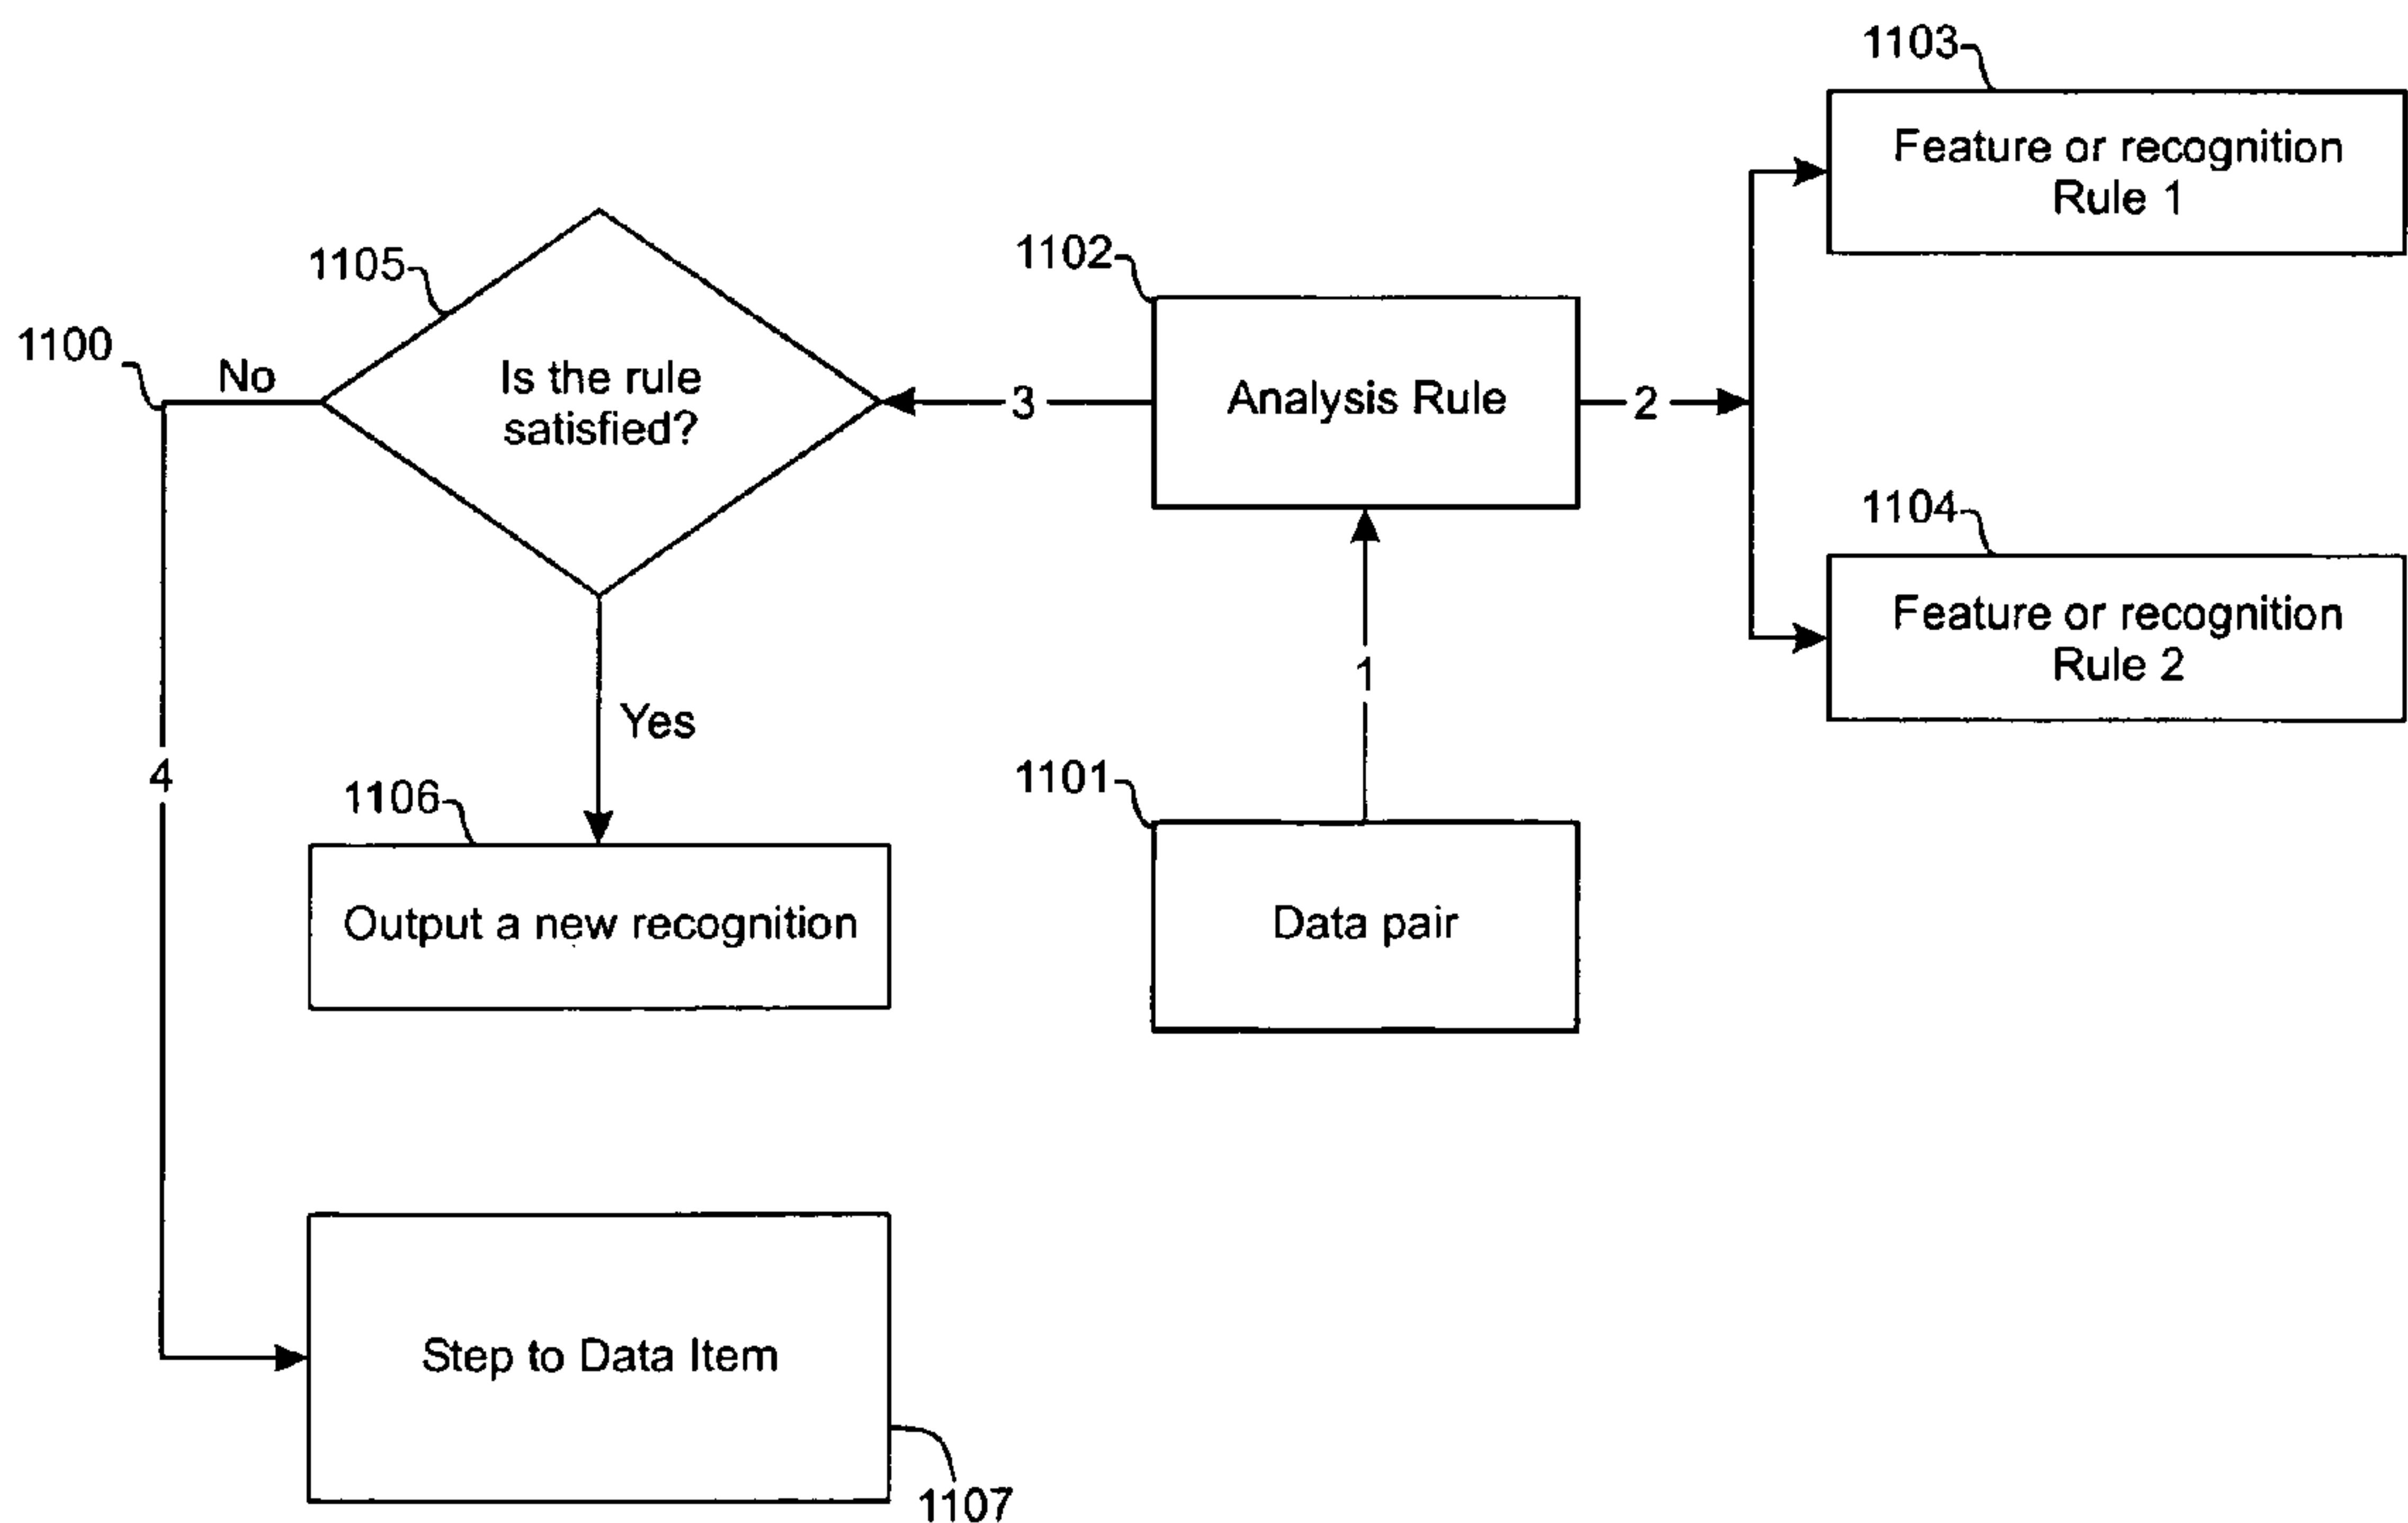 1103
Feature or recognition
Rule 1
1105
1102
1100
No
Is the rule
satisfied?
3
Analysis Rule
2
1104
Feature or recognition
Rule 2
1
Yes
4
1106
1101
Output a new recognition
Data pair
Step to Data Item
1107